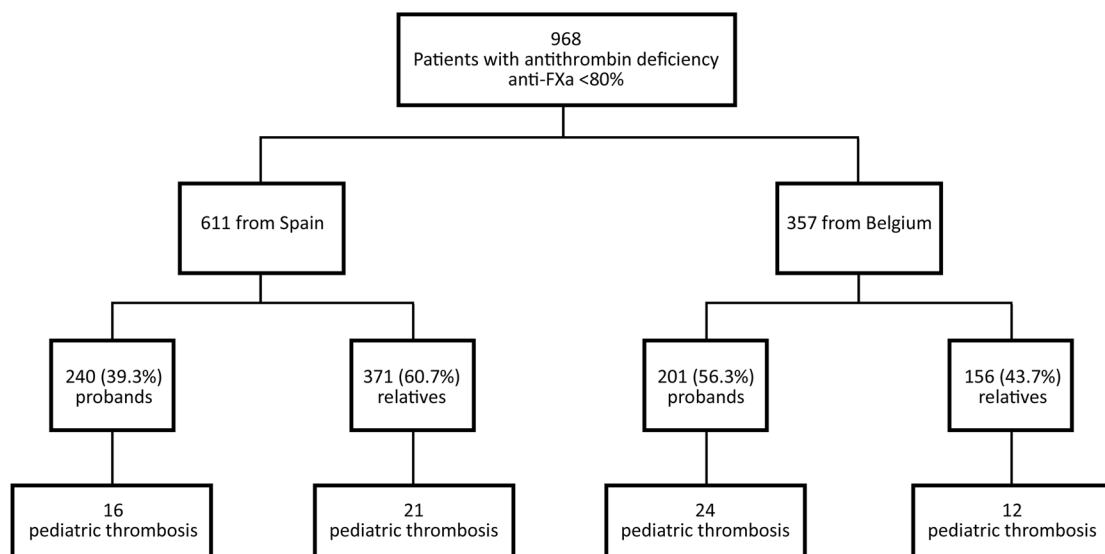 968
Patients with antithrombin deficiency
anti-FXa <80%
611 from Spain
357 from Belgium
240 (39.3%)
probands
371 (60.7%)
relatives
201 (56.3%)
probands
156 (43.7%)
relatives
16
pediatric thrombosis
21
pediatric thrombosis
24
pediatric thrombosis
12
pediatric thrombosis